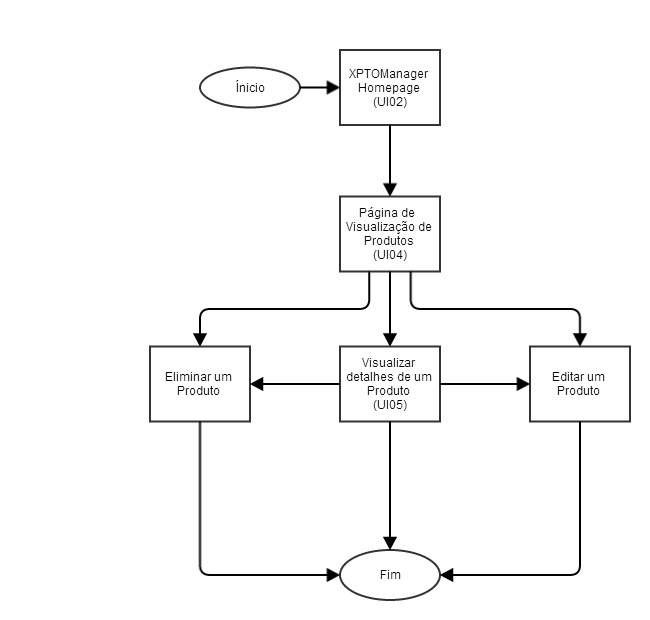 Ínicio
XPTOManager
Homepage
(UI02)
Página de
Visualização de
Produtos
(UI04)
Eliminar um
Produto
Visualizar
detalhes de um
Produto
(UI05)
Editar um
Produto
Fim